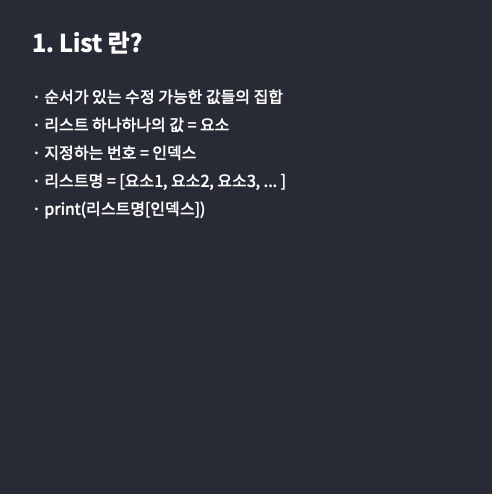 1. List 란?
· 순서가 있는 수정 가능한 값들의 집합
· 리스트 하나하나의 값 = 요소
· 지정하는 번호 = 인덱스
· 리스트명 = [요소1, 요소2, 요소3, ... ]
· print(리스트명[인덱스])